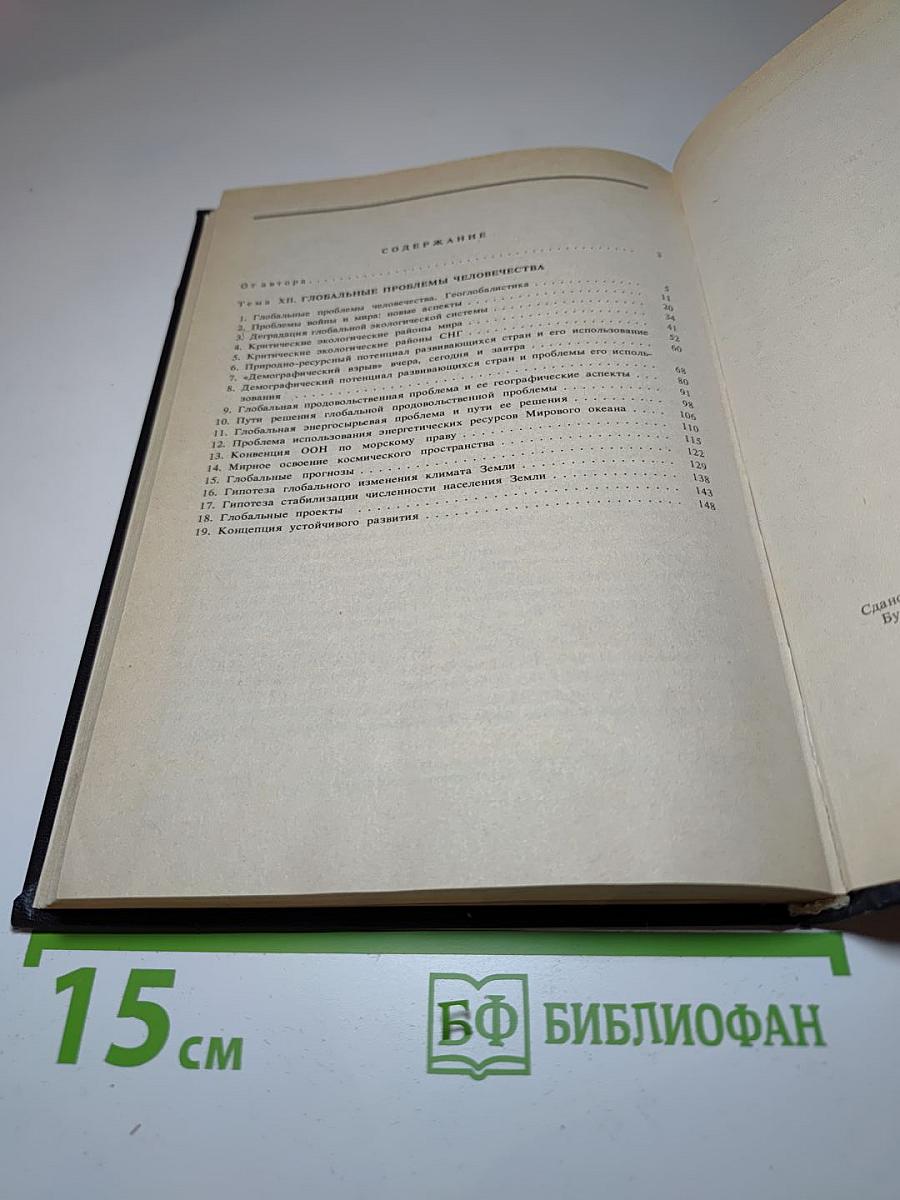 СОДЕРЖАНИЕ
От автора . . . . . . . . . . . . . . . . . . . . 3
Тема XII. ГЛОБАЛЬНЫЕ ПРОБЛЕМЫ ЧЕЛОВЕЧЕСТВА
1. Глобальные проблемы человечества. Геоглобалистика . . . . . . 5
2. Проблемы войны и мира: новые аспекты . . . . . . 11
3. Деградация глобальной экологической системы . . . . . . 20
4. Критические экологические районы мира . . . . . . 34
5. Критические экологические районы СНГ . . . . . . 41
6. Природно-ресурсный потенциал развивающихся стран и его использование 52
7. «Демографический взрыв» вчера, сегодня и завтра . . . . . . 60
8. Демографический потенциал развивающихся стран и проблемы его исполь-
зования . . . . . . 68
9. Глобальная продовольственная проблема и ее географические аспекты . . 80
10. Пути решения глобальной продовольственной проблемы . . . . . . 91
11. Глобальная энергосырьевая проблема и пути ее решения . . . . . . 98
12. Проблема использования энергетических ресурсов Мирового океана . . . 106
13. Конвенция ООН по морскому праву . . . . . . 110
14. Мирное освоение космического пространства . . . . . . 115
15. Глобальные прогнозы . . . . . . 122
16. Гипотеза глобального изменения климата Земли . . . . . . 129
17. Гипотеза стабилизации численности населения Земли . . . . . . 138
18. Глобальные проекты . . . . . . 143
19. Концепция устойчивого развития . . . . . . 148
Бу
15 см
БФ БИБЛИОФАН